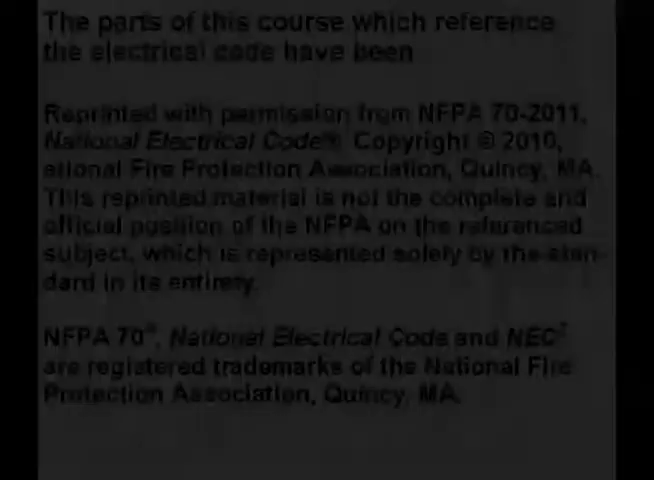 The parts of this course which reference
the electrical code have been
Reprinted with permission from NFPA 70-2011,
National Electrical Code® Copyright © 2010,
ational Fire Protection Association, Quincy, MA.
This reprinted material is not the complete and
official position of the NFPA on the referenced
subject, which is represented solely by the stan-
dard in its entirety.
NFPA 70®, National Electrical Code and NEC®
are registered trademarks of the National Fire
Protection Association, Quincy, MA.